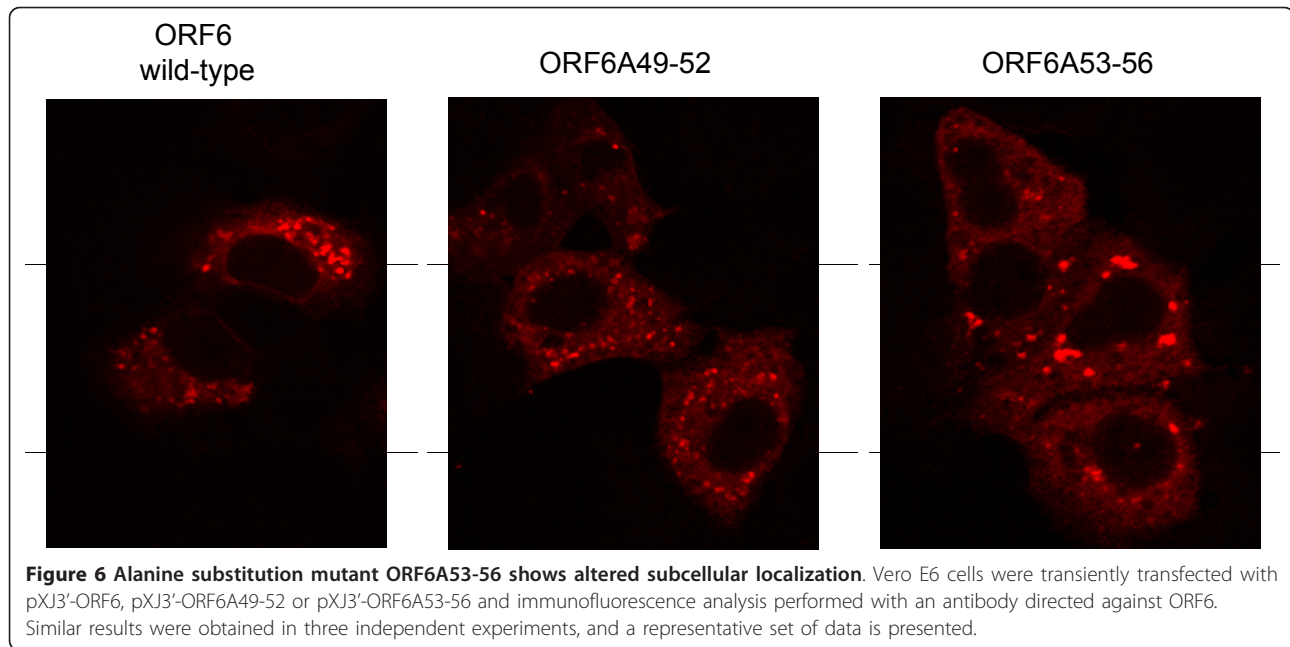 ORF6
wild-type
ORF6A49-52
ORF6A53-56
Figure 6 Alanine substitution mutant ORF6A53-56 shows altered subcellular localization. Vero E6 cells were transiently transfected with
pXJ3’-ORF6, pXJ3’-ORF6A49-52 or pXJ3’-ORF6A53-56 and immunofluorescence analysis performed with an antibody directed against ORF6.
Similar results were obtained in three independent experiments, and a representative set of data is presented.